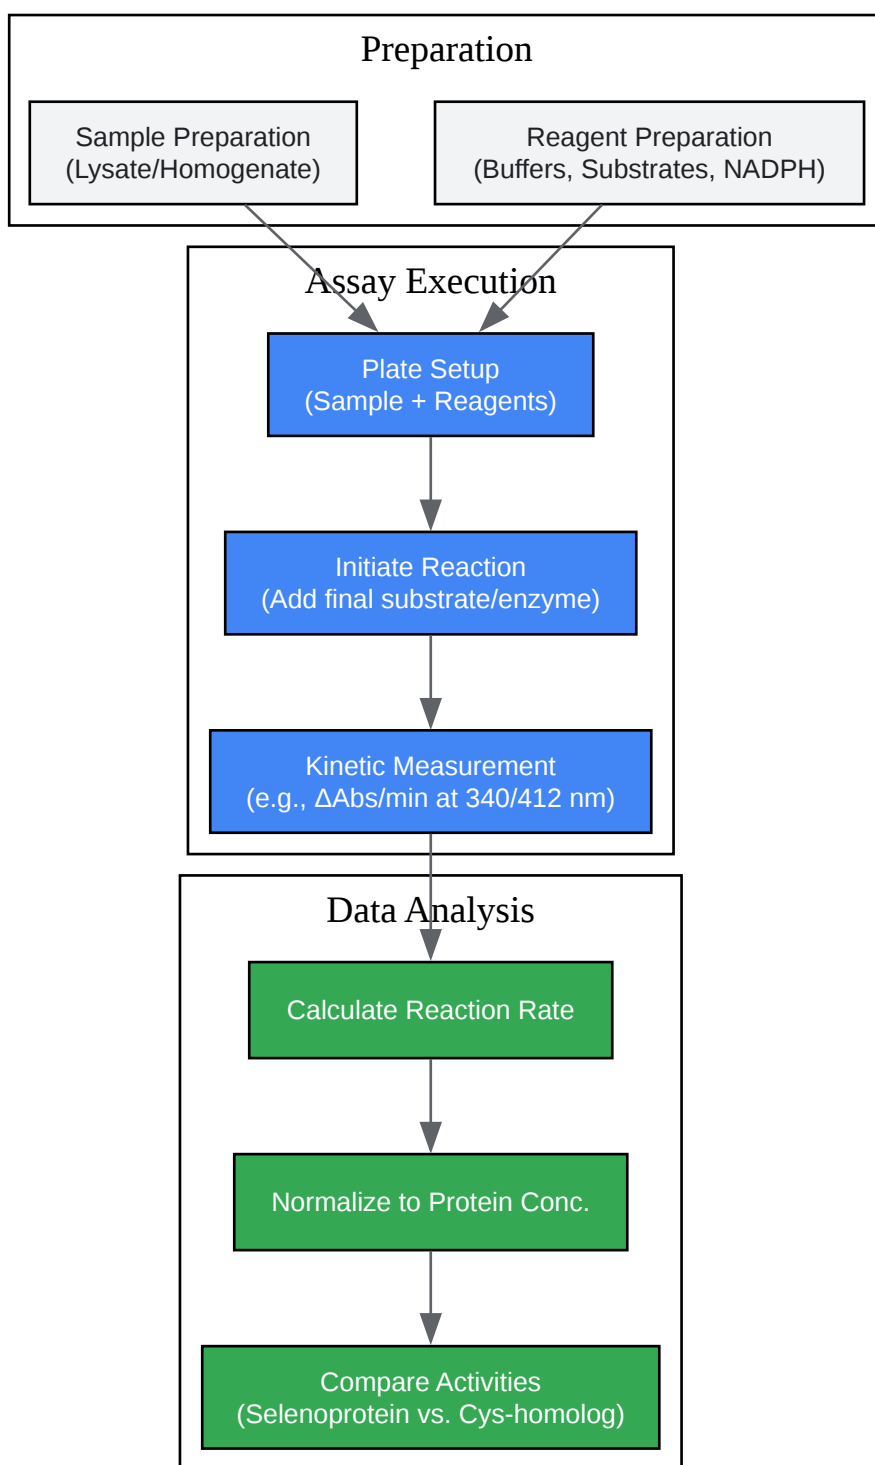 Preparation
Sample Preparation
(Lysate/Homogenate)
Reagent Preparation
(Buffers, Substrates, NADPH)
Assay Execution
Plate Setup
(Sample + Reagents)
Initiate Reaction
(Add final substrate/enzyme)
Kinetic Measurement
(e.g., ΔAbs/min at 340/412 nm)
Data Analysis
Calculate Reaction Rate
Normalize to Protein Conc.
Compare Activities
(Selenoprotein vs. Cys-homolog)